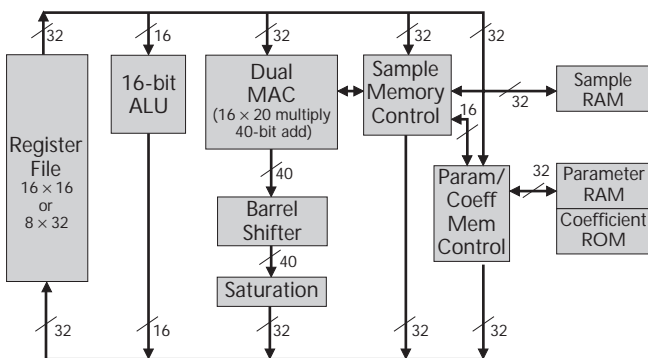 32
16
32
32
32
Register
File
16 × 16
or
8 × 32
16-bit
ALU
Dual
MAC
(16 × 20 multiply
40-bit add)
Sample
Memory
Control
32
Sample
RAM
16
40
Barrel
Shifter
40
Saturation
Param/
Coeff
Mem
Control
32
Parameter
RAM
Coefficient
ROM
32
16
32
32
32